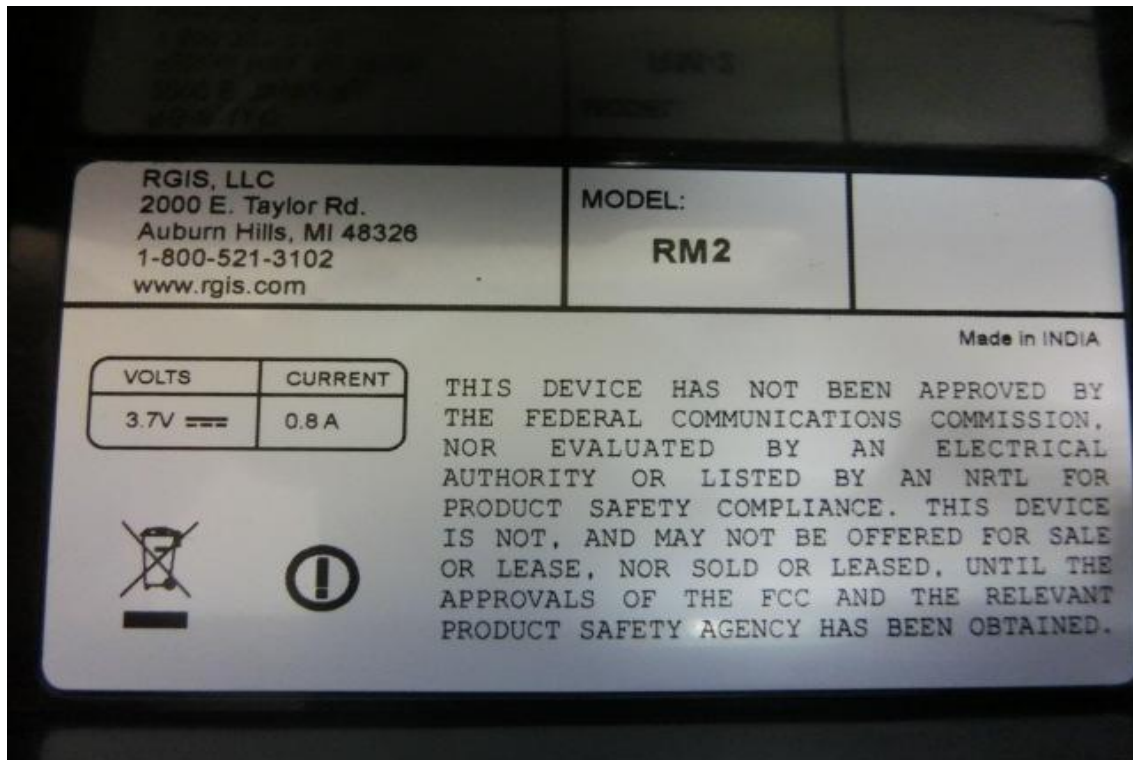 RGIS, LLC
2000 E. Taylor Rd.
Auburn Hills, MI 48326
1-800-521-3102
www.rgis.com
MODEL:
RM2
Made in INDIA
VOLTS CURRENT
3.7V 0.8 A
THIS DEVICE HAS NOT BEEN APPROVED BY
THE FEDERAL COMMUNICATIONS COMMISSION,
NOR EVALUATED BY AN ELECTRICAL
AUTHORITY OR LISTED BY AN NRTL FOR
PRODUCT SAFETY COMPLIANCE. THIS DEVICE
IS NOT, AND MAY NOT BE OFFERED FOR SALE
OR LEASE, NOR SOLD OR LEASED, UNTIL THE
APPROVALS OF THE FCC AND THE RELEVANT
PRODUCT SAFETY AGENCY HAS BEEN OBTAINED.